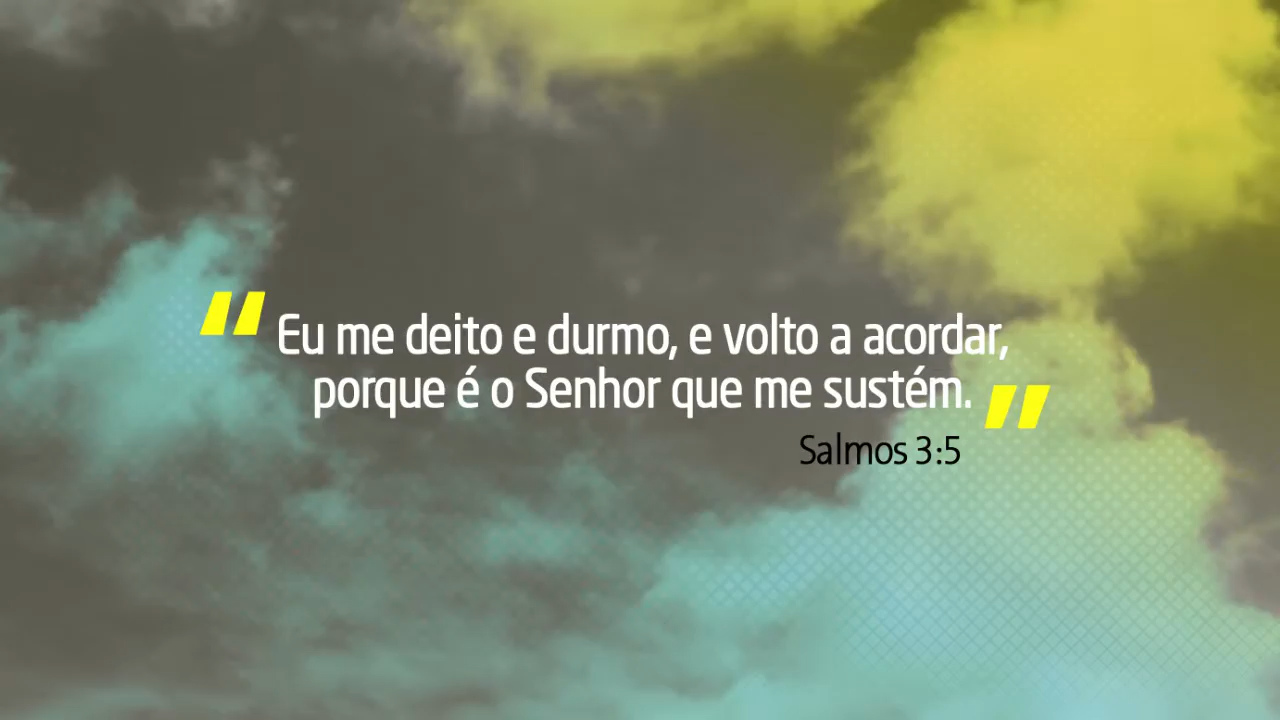 “Eu me deito e durmo, e volto a acordar,
porque é o Senhor que me sustém.”
Salmos 3:5